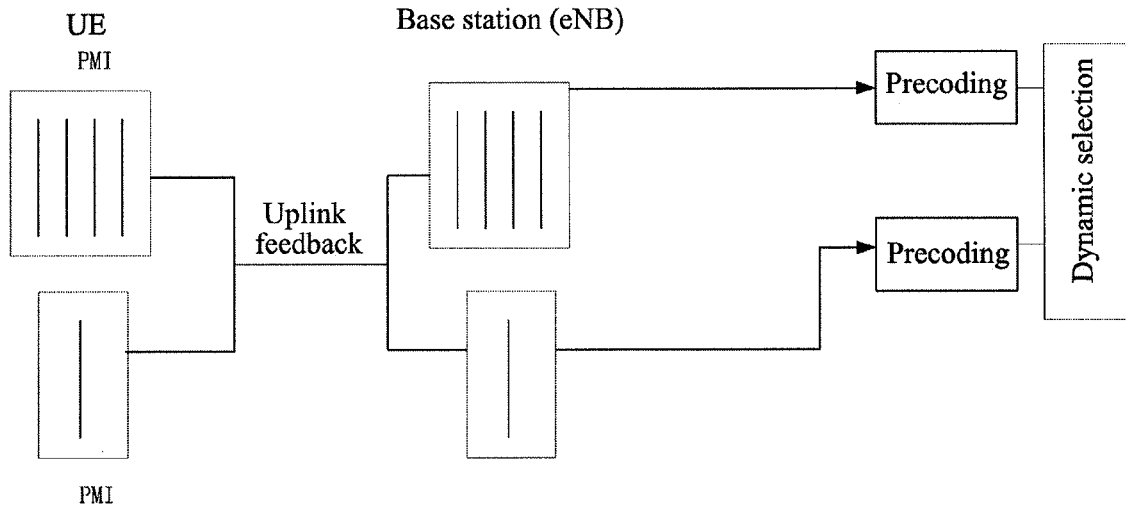 UE
PMI
Base station (eNB)
Precoding
Uplink
feedback
Precoding
Dynamic selection
PMI